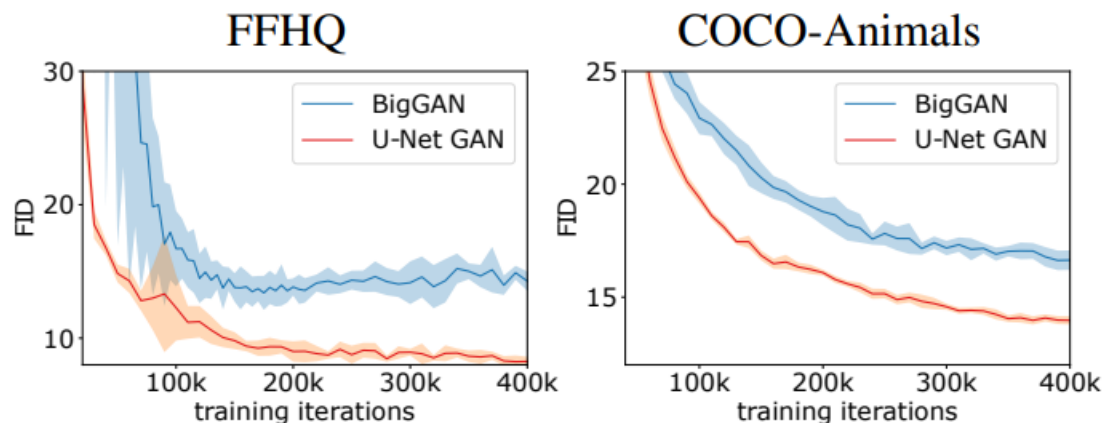 FFHQ
30
20
10
FID
BigGAN
U-Net GAN
100k
200k
300k
400k
training iterations
COCO-Animals
25
20
15
FID
BigGAN
U-Net GAN
100k
200k
300k
400k
training iterations